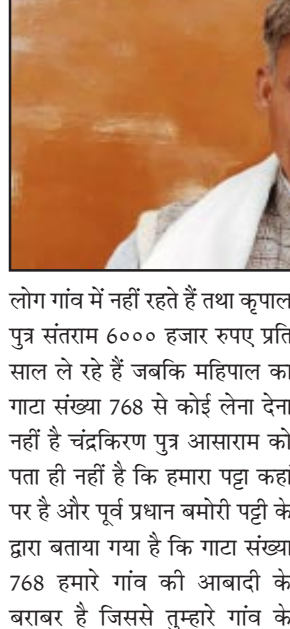 लोग गांव में नहीं रहते हैं तथा कृपाल
पुत्र संतराम 6००० हजार रुपए प्रति
साल ले रहे हैं जबकि महिपाल का
गाटा संख्या 768 से कोई लेना देना
नहीं है चंद्रकिरण पुत्र आसाराम को
पता ही नहीं है कि हमारा पट्टा कहां
पर है और पूर्व प्रधान बमोरी पट्टी के
द्वारा बताया गया है कि गाटा संख्या
768 हमारे गांव की आबादी के
बराबर है जिससे तुम्हारे गांव के